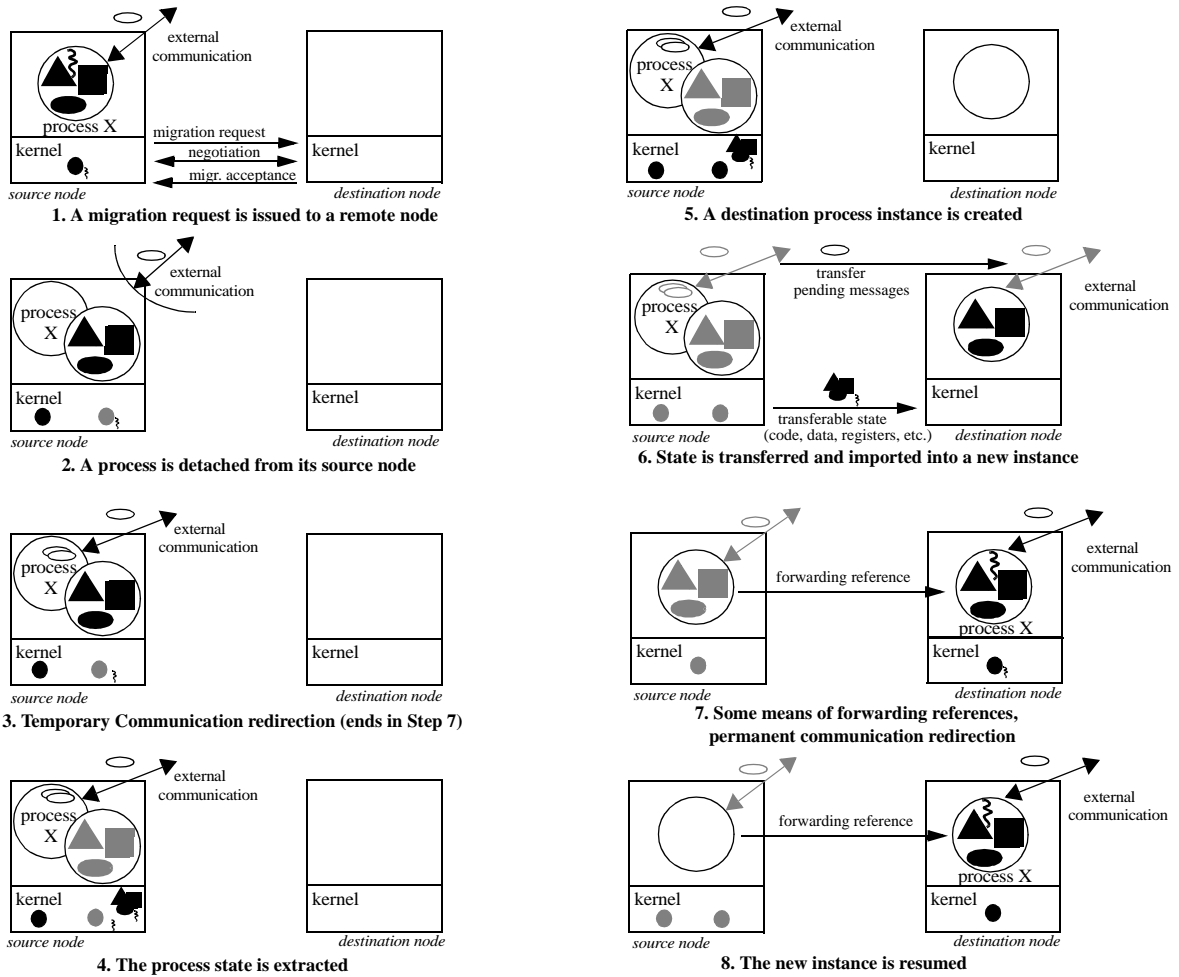 external
communication
process X
kernel
migration request
negotiation
migr. acceptance
kernel
source node
destination node
1. A migration request is issued to a remote node
external
communication
process
X
kernel
kernel
source node
destination node
2. A process is detached from its source node
external
communication
process
X
kernel
kernel
source node
destination node
3. Temporary Communication redirection (ends in Step 7)
external
communication
process
X
kernel
kernel
source node
destination node
4. The process state is extracted
external
communication
process
X
kernel
kernel
source node
destination node
5. A destination process instance is created
transfer
pending messages
external
communication
process
X
kernel
kernel
transferable state
(code, data, registers, etc.)
source node
destination node
6. State is transferred and imported into a new instance
external
communication
forwarding reference
process X
kernel
kernel
source node
destination node
7. Some means of forwarding references,
permanent communication redirection
external
communication
forwarding reference
process X
kernel
kernel
source node
destination node
8. The new instance is resumed